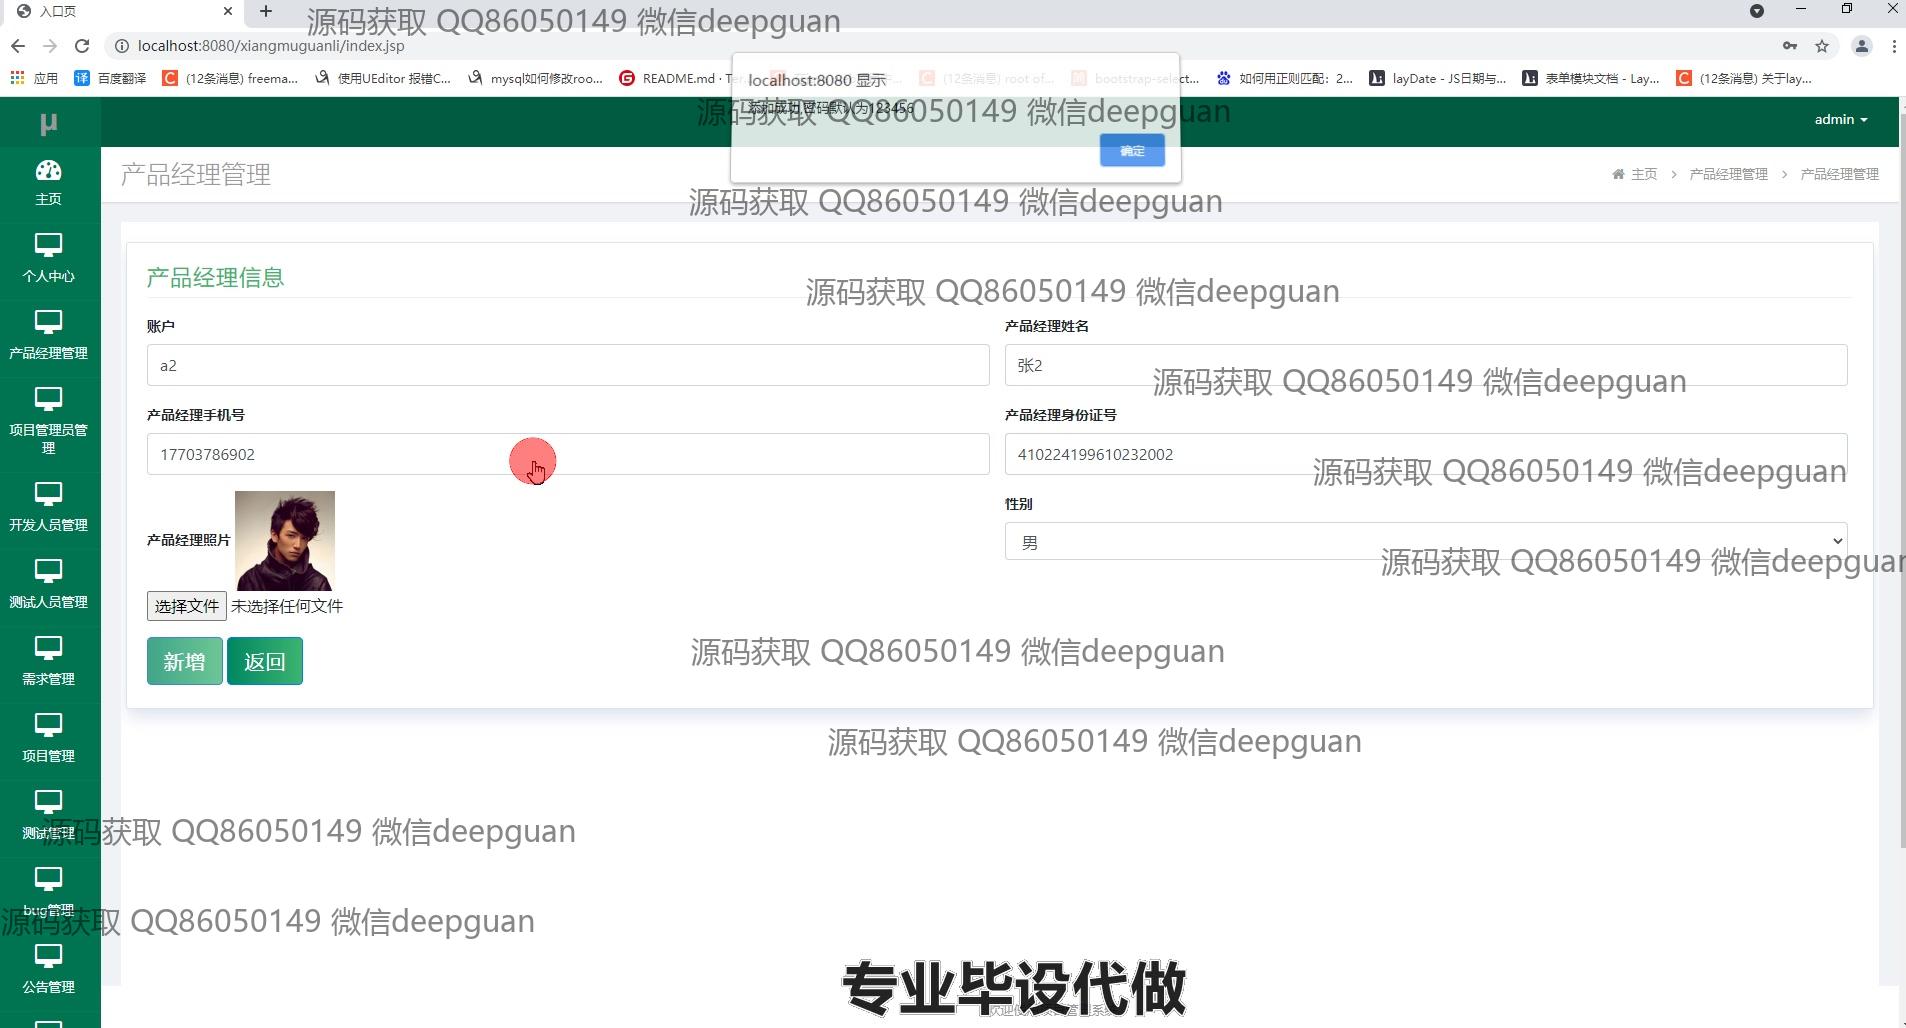 入口页
源码获取 QQ86050149 微信deepguan
localhost:8080/xiangmuguanli/index.jsp
应用
百度翻译
(12条消息) freema...
使用UEditor 报错C...
mysql如何修改roo...
README.md · Te
(12条消息) root of...
bootstrap-select...
如何用正则匹配：2...
layDate - JS日期与...
表单模块文档 - Lay...
(12条消息) 关于lay...
localhost:8080 显示
添加成功,密码默认为123456
源码获取 QQ86050149 微信deepguan
确定
μ
admin
产品经理管理
主页 > 产品经理管理 > 产品经理管理
源码获取 QQ86050149 微信deepguan
主页
个人中心
产品经理管理
项目管理员管
理
开发人员管理
测试人员管理
需求管理
项目管理
测试管理
bug管理
公告管理
产品经理信息
源码获取 QQ86050149 微信deepguan
账户
产品经理姓名
a2
张2
源码获取 QQ86050149 微信deepguan
产品经理手机号
产品经理身份证号
17703786902
410224199610232002
源码获取 QQ86050149 微信deepguan
产品经理照片
性别
男
源码获取 QQ86050149 微信deepguan
选择文件 未选择任何文件
新增
返回
源码获取 QQ86050149 微信deepguan
源码获取 QQ86050149 微信deepguan
源码获取 QQ86050149 微信deepguan
源码获取 QQ86050149 微信deepguan
专业毕设代做